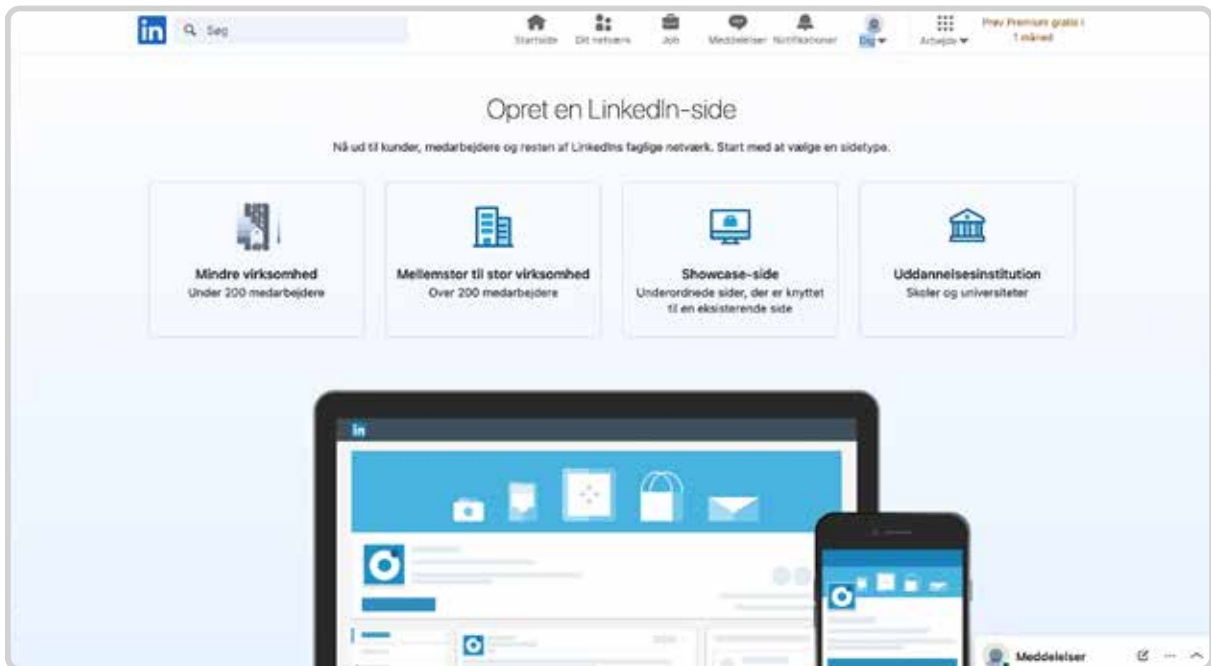 in
Søg
Startside
Dit netværk
Job
Meddelelser
Notifikationer
Dig
Arbejde
Prøv Premium gratis i
1 måned
Opret en LinkedIn-side
Nå ud til kunder, medarbejdere og resten af LinkedIns faglige netværk. Start med at vælge en sidetype.
Mindre virksomhed
Under 200 medarbejdere
Mellemstor til stor virksomhed
Over 200 medarbejdere
Showcase-side
Underordnede sider, der er knyttet
til en eksisterende side
Uddannelsesinstitution
Skoler og universiteter
in
Meddelelser